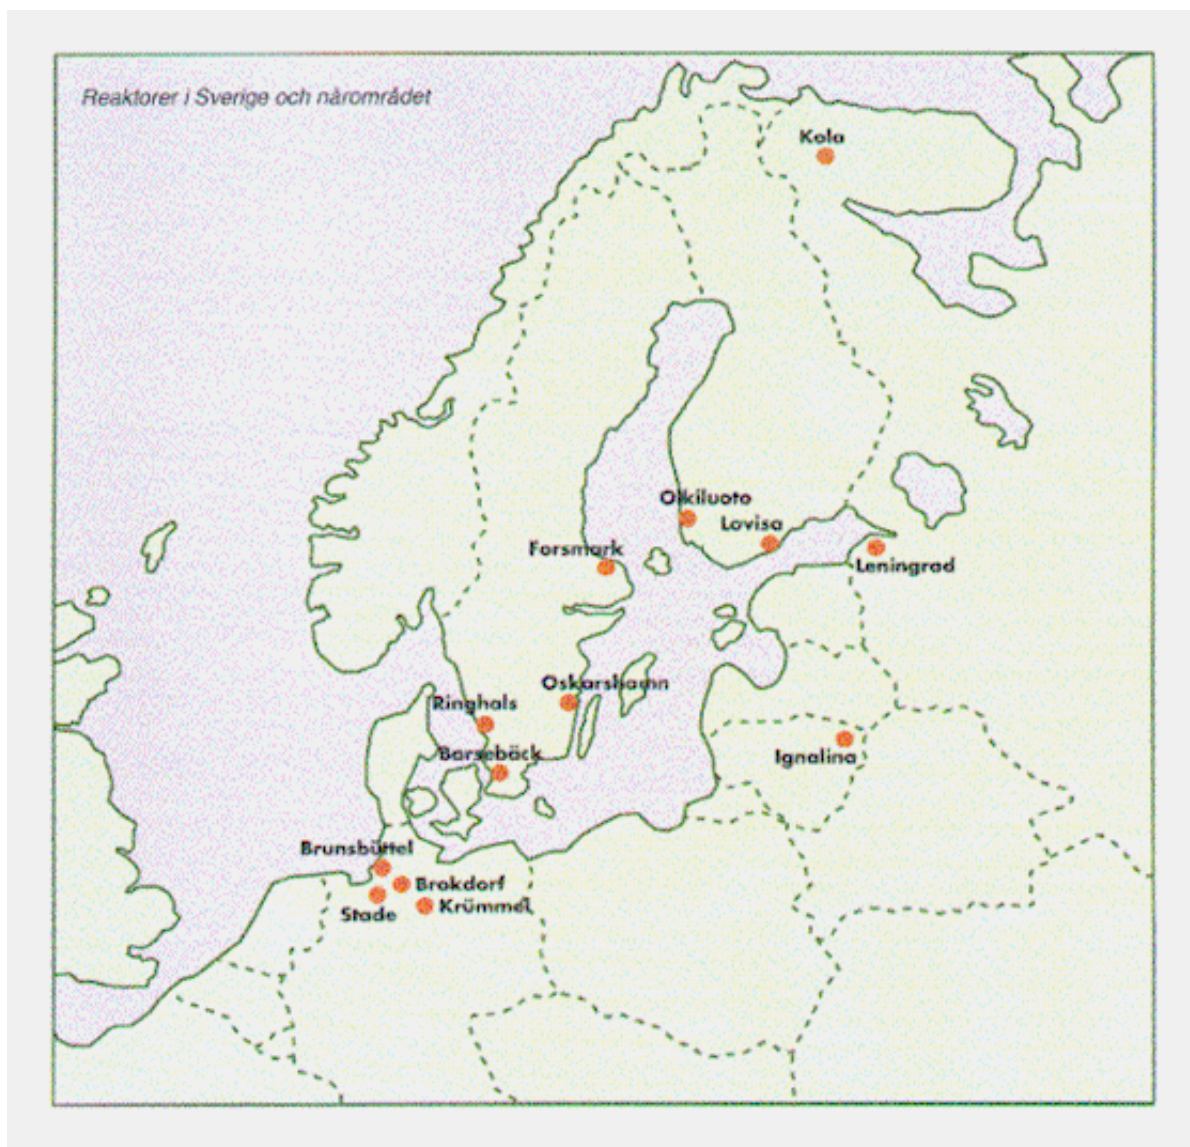 Reaktorer i Sverige och närområdet
Kola
Olkiluoto
Lovisa
Forsmark
Leningrad
Oskarshamn
Ringhals
Barsebäck
Ignalina
Brunsbüttel
Brokdorf
Krümmel
Stade